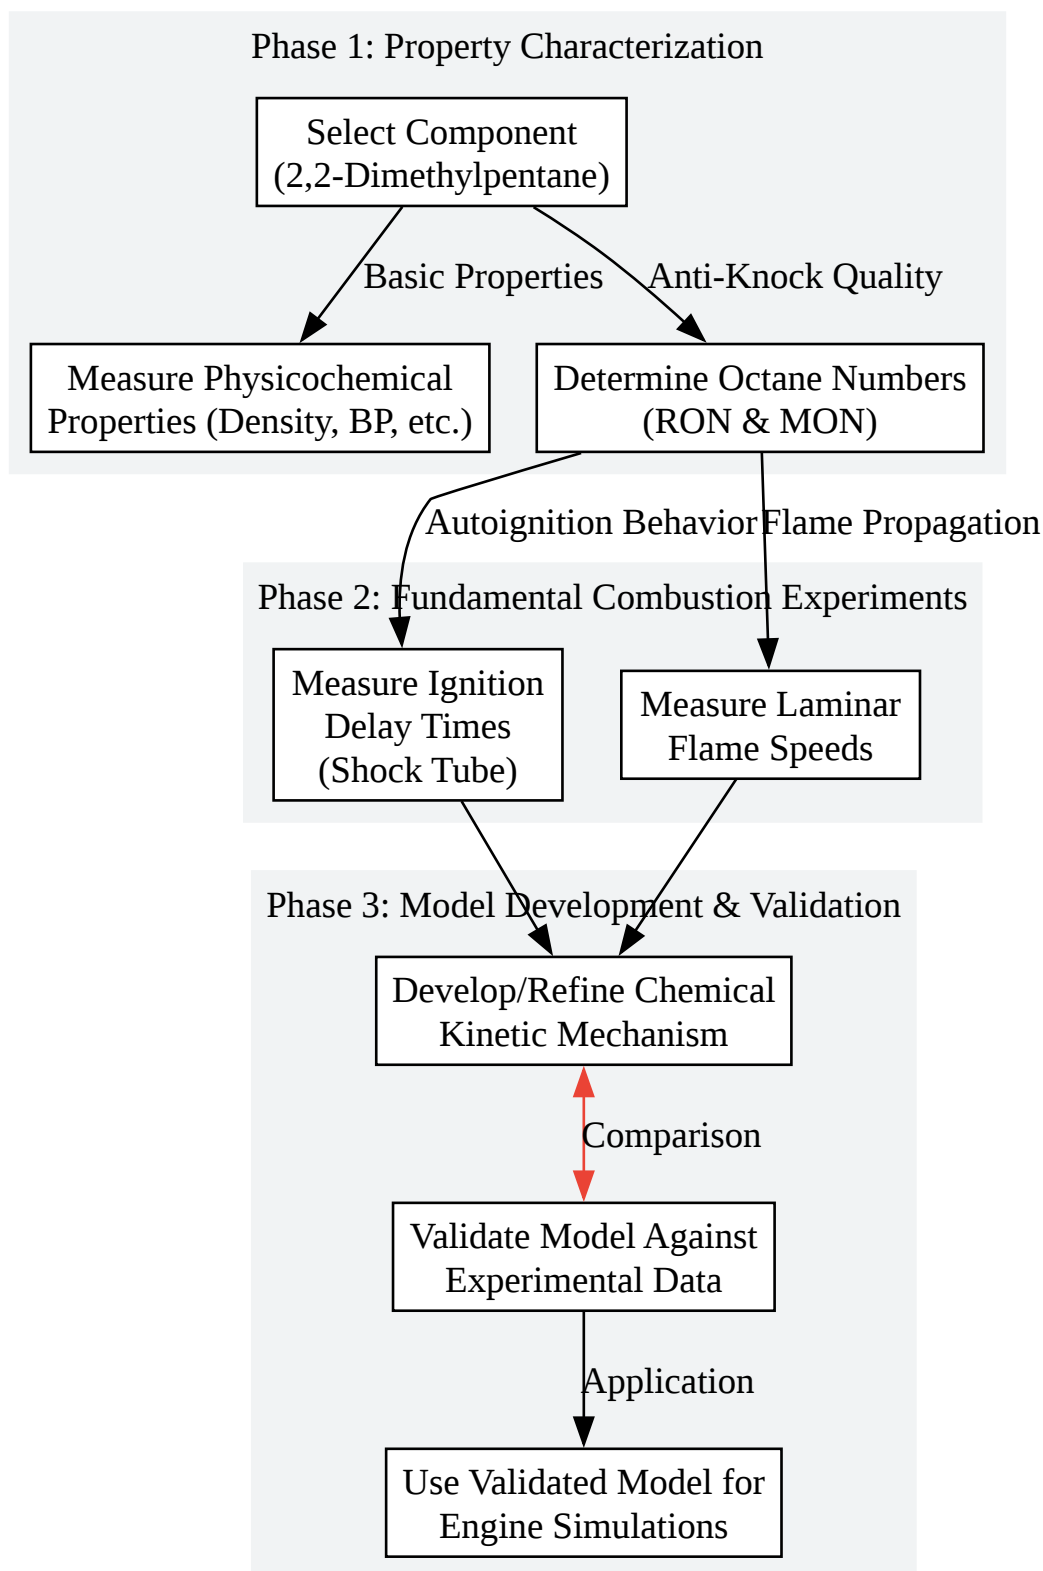 Phase 1: Property Characterization
Select Component
(2,2-Dimethylpentane)
Basic Properties
Anti-Knock Quality
Measure Physicochemical
Properties (Density, BP, etc.)
Determine Octane Numbers
(RON & MON)
Autoignition Behavior
Flame Propagation
Phase 2: Fundamental Combustion Experiments
Measure Ignition
Delay Times
(Shock Tube)
Measure Laminar
Flame Speeds
Phase 3: Model Development & Validation
Develop/Refine Chemical
Kinetic Mechanism
Comparison
Validate Model Against
Experimental Data
Application
Use Validated Model for
Engine Simulations